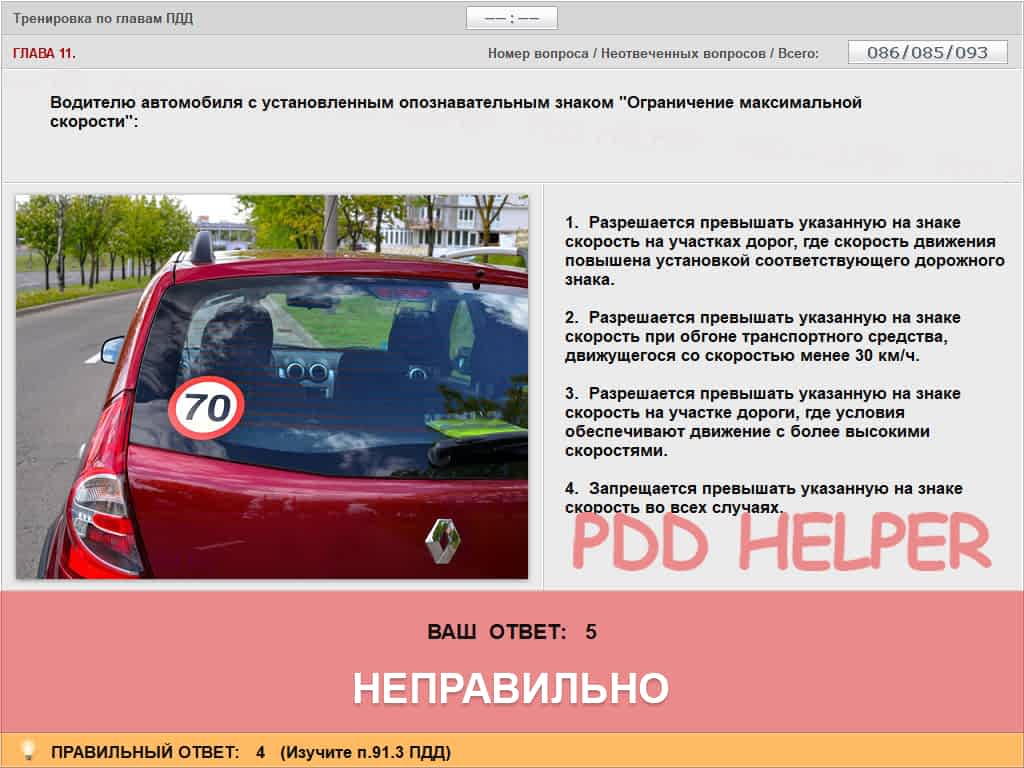 Тренировка по главам ПДД
—— : ——
ГЛАВА 11.
Номер вопроса / Неотвеченных вопросов / Всего:
086/085/093
Водителю автомобиля с установленным опознавательным знаком "Ограничение максимальной
скорости":
70
1. Разрешается превышать указанную на знаке
скорость на участках дорог, где скорость движения
повышена установкой соответствующего дорожного
знака.
2. Разрешается превышать указанную на знаке
скорость при обгоне транспортного средства,
движущегося со скоростью менее 30 км/ч.
3. Разрешается превышать указанную на знаке
скорость на участке дороги, где условия
обеспечивают движение с более высокими
скоростями.
4. Запрещается превышать указанную на знаке
скорость во всех случаях.
PDD HELPER
ВАШ ОТВЕТ: 5
НЕПРАВИЛЬНО
ПРАВИЛЬНЫЙ ОТВЕТ: 4 (Изучите п.91.3 ПДД)